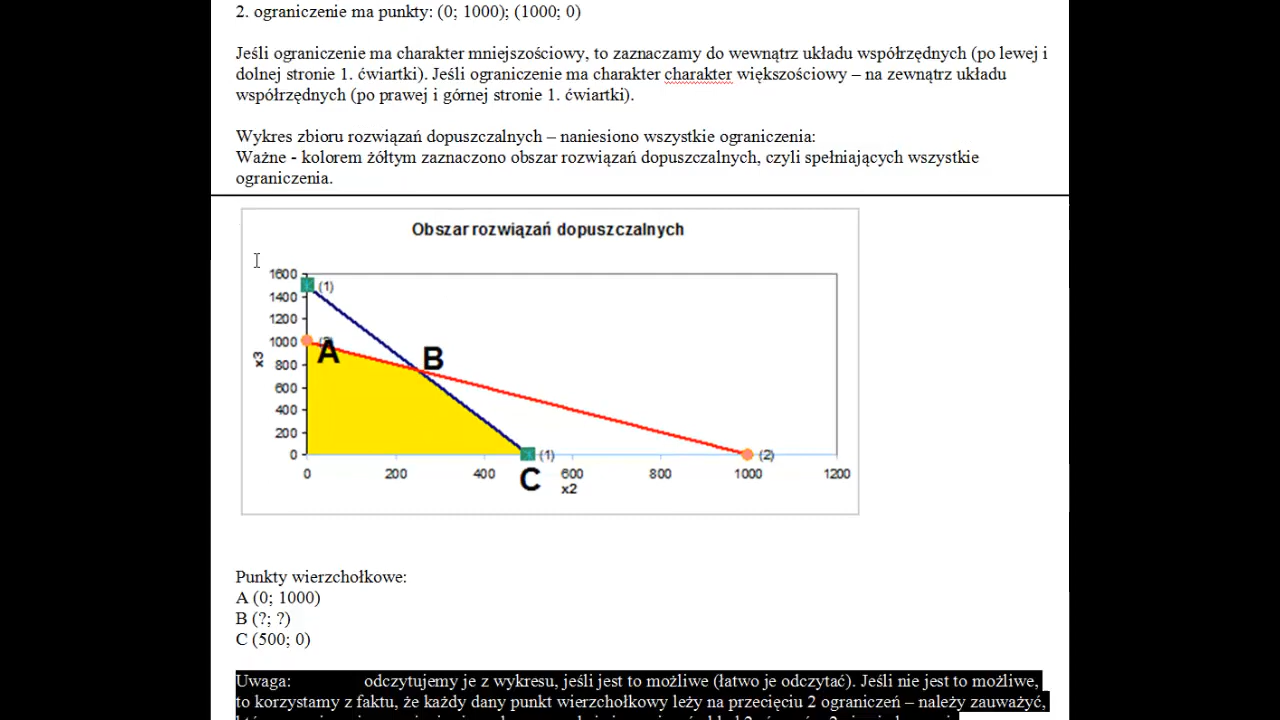 2. ograniczenie ma punkty: (0; 1000); (1000; 0)
Jeśli ograniczenie ma charakter mniejszościowy, to zaznaczamy do wewnątrz układu współrzędnych (po lewej i
dolnej stronie 1. ćwiartki). Jeśli ograniczenie ma charakter charakter większościowy – na zewnątrz układu
współrzędnych (po prawej i górnej stronie 1. ćwiartki).
Wykres zbioru rozwiązań dopuszczalnych – naniesiono wszystkie ograniczenia:
Ważne - kolorem żółtym zaznaczono obszar rozwiązań dopuszczalnych, czyli spełniających wszystkie
ograniczenia.
Obszar rozwiązań dopuszczalnych
1600
(1)
1400
1200
1000
A
B
800
x3
600
400
200
0
(1)
(2)
0 200 400 600 800 1000 1200
C
x2
Punkty wierzchołkowe:
A (0; 1000)
B (?; ?)
C (500; 0)
Uwaga: odczytujemy je z wykresu, jeśli jest to możliwe (łatwo je odczytać). Jeśli nie jest to możliwe,
to korzystamy z faktu, że każdy dany punkt wierzchołkowy leży na przecięciu 2 ograniczeń – należy zauważyć,